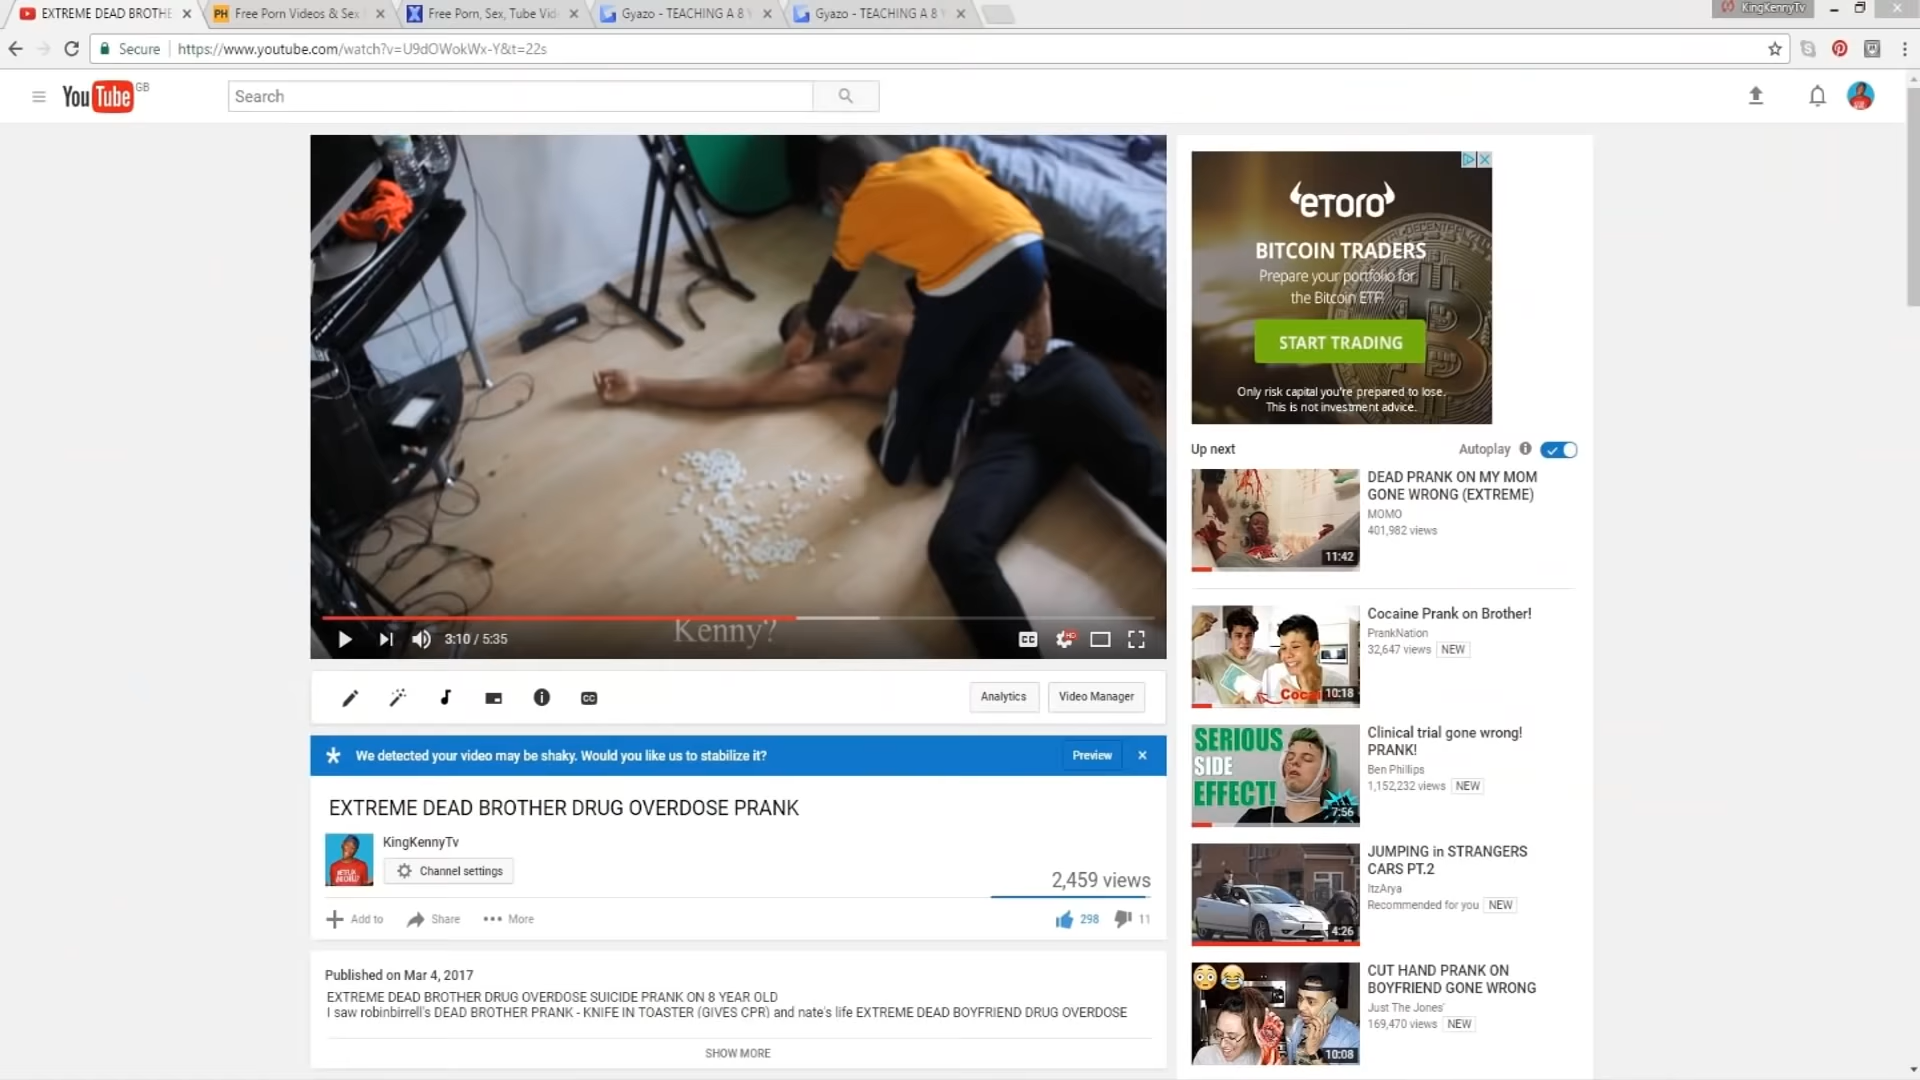 EXTREME DEAD BROTHE
PH Free Porn Videos & Sex
X Free Porn, Sex, Tube Vid
Gyazo - TEACHING A 8 Y
Gyazo - TEACHING A 8 Y
KingKennyTv
Secure
https://www.youtube.com/watch?v=U9dOWokWx-Y&t=22s
YouTube GB
Search
Kenny?
3:10 / 5:35
CC
HD
CC
Analytics
Video Manager
We detected your video may be shaky. Would you like us to stabilize it?
Preview
EXTREME DEAD BROTHER DRUG OVERDOSE PRANK
KingKennyTv
Channel settings
2,459 views
Add to
Share
More
298
11
Published on Mar 4, 2017
EXTREME DEAD BROTHER DRUG OVERDOSE SUICIDE PRANK ON 8 YEAR OLD
I saw robinbirrell's DEAD BROTHER PRANK - KNIFE IN TOASTER (GIVES CPR) and nate's life EXTREME DEAD BOYFRIEND DRUG OVERDOSE
SHOW MORE
eToro
BITCOIN TRADERS
Prepare your portfolio for
the Bitcoin ETF!
START TRADING
Only risk capital you're prepared to lose.
This is not investment advice.
Up next
Autoplay
11:42
DEAD PRANK ON MY MOM
GONE WRONG (EXTREME)
MOMO
401,982 views
10:18
Cocaine Prank on Brother!
PrankNation
32,647 views NEW
SERIOUS
SIDE
EFFECT!
7:56
Clinical trial gone wrong!
PRANK!
Ben Phillips
1,152,232 views NEW
4:26
JUMPING in STRANGERS
CARS PT.2
ItzArya
Recommended for you NEW
10:08
CUT HAND PRANK ON
BOYFRIEND GONE WRONG
Just The Jones'
169,470 views NEW